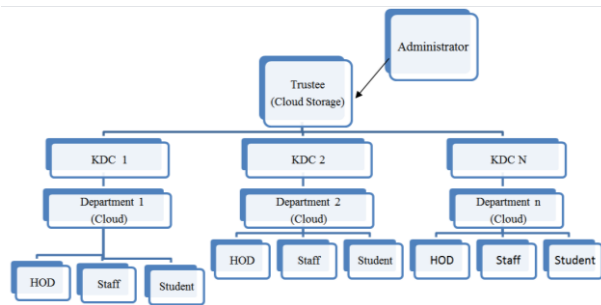 Administrator
Trustee
(Cloud Storage)
KDC 1
KDC 2
KDC N
Department 1
(Cloud)
Department 2
(Cloud)
Department n
(Cloud)
HOD
Staff
Student
HOD
Staff
Student
HOD
Staff
Student